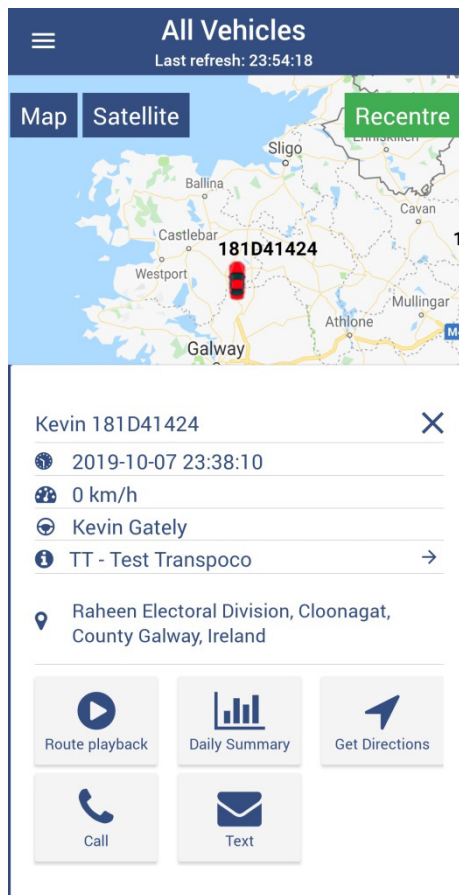 All Vehicles
Last refresh: 23:54:18
Map
Satellite
Recentre
Sligo
Enniskillen
Ballina
Cavan
Castlebar
181D41424
Westport
Mullingar
Athlone
Galway
Kevin 181D41424
2019-10-07 23:38:10
0 km/h
Kevin Gately
TT - Test Transpoco
Raheen Electoral Division, Cloonagat,
County Galway, Ireland
Route playback
Daily Summary
Get Directions
Call
Text